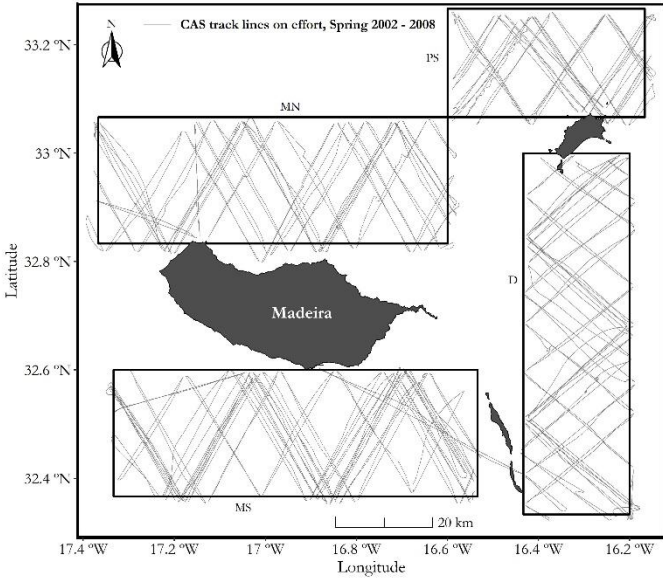 N
CAS track lines on effort, Spring 2002 - 2008
33.2 ºN
PS
MN
33.0 ºN
Latitude
32.8 ºN
Madeira
D
32.6 ºN
32.4 ºN
MS
20 km
17.4 ºW 17.2 ºW 17 ºW 16.8 ºW 16.6 ºW 16.4 ºW 16.2 ºW
Longitude